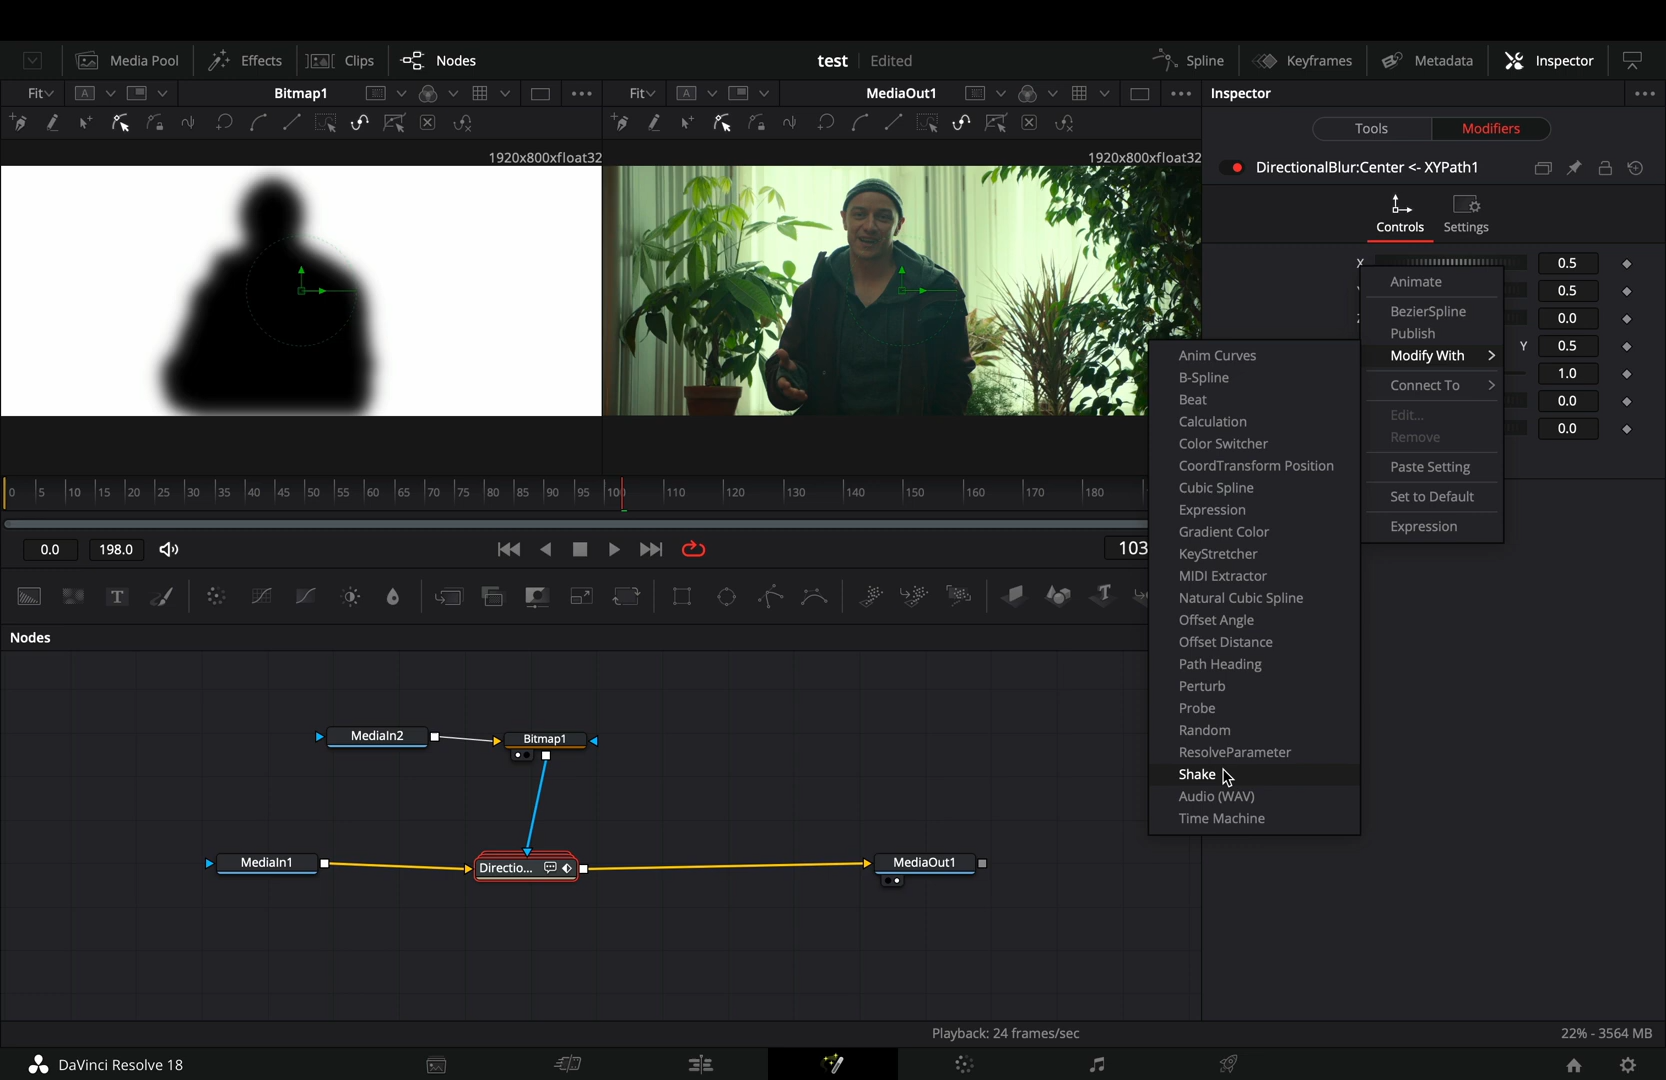 Media Pool
Effects
Clips
Nodes
test
Edited
Spline
Keyframes
Metadata
Inspector
Fit
A
Bitmap1
Fit
A
MediaOut1
Inspector
Tools
Modifiers
1920x800xfloat32
1920x800xfloat32
DirectionalBlur:Center <- XYPath1
Controls
Settings
X
0.5
0.5
0.0
Y
0.5
1.0
0.0
0.0
Animate
BezierSpline
Publish
Modify With
Connect To
Edit...
Remove
Paste Setting
Set to Default
Expression
Anim Curves
B-Spline
Beat
Calculation
Color Switcher
CoordTransform Position
Cubic Spline
Expression
Gradient Color
KeyStretcher
MIDI Extractor
Natural Cubic Spline
Offset Angle
Offset Distance
Path Heading
Perturb
Probe
Random
ResolveParameter
Shake
Audio (WAV)
Time Machine
0 5 10 15 20 25 30 35 40 45 50 55 60 65 70 75 80 85 90 95 100 110 120 130 140 150 160 170 180
0.0
198.0
103
T
T
Nodes
MediaIn2
Bitmap1
MediaIn1
Directio...
MediaOut1
Playback: 24 frames/sec
22% - 3564 MB
DaVinci Resolve 18